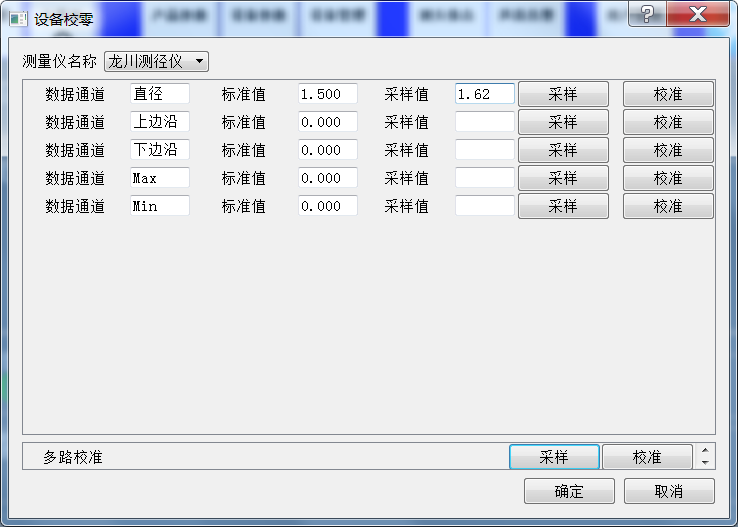 设备校零
测量仪名称 龙川测径仪
数据通道 直径 标准值 1.500 采样值 1.62 采样 校准
数据通道 上边沿 标准值 0.000 采样值 采样 校准
数据通道 下边沿 标准值 0.000 采样值 采样 校准
数据通道 Max 标准值 0.000 采样值 采样 校准
数据通道 Min 标准值 0.000 采样值 采样 校准
多路校准 采样 校准
确定 取消